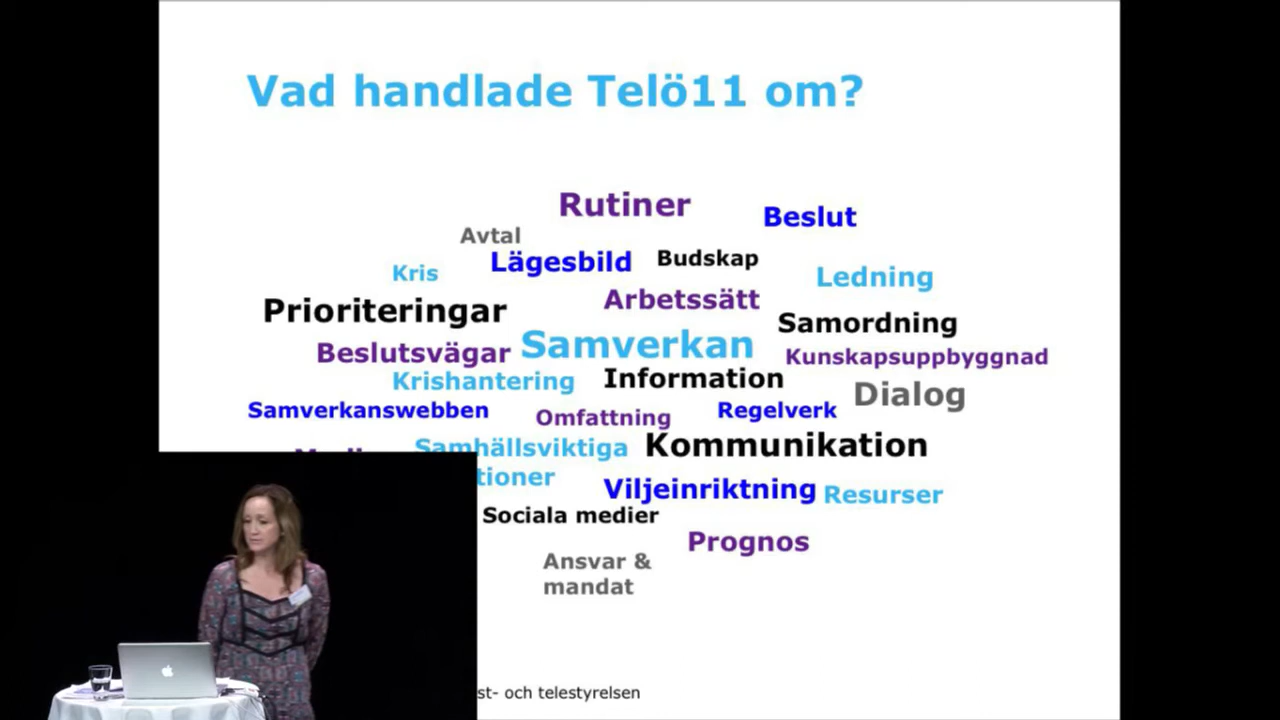 Vad handlade Telö11 om?
Rutiner
Beslut
Avtal
Lägesbild
Budskap
Kris
Ledning
Arbetssätt
Prioriteringar
Samordning
Samverkan
Beslutsvägar
Kunskapsuppbyggnad
Krishantering
Information
Dialog
Samverkanswebben
Omfattning
Regelverk
Samhällsviktiga
Kommunikation
tioner
Viljeinriktning
Resurser
Sociala medier
Prognos
Ansvar &
mandat
st- och telestyrelsen